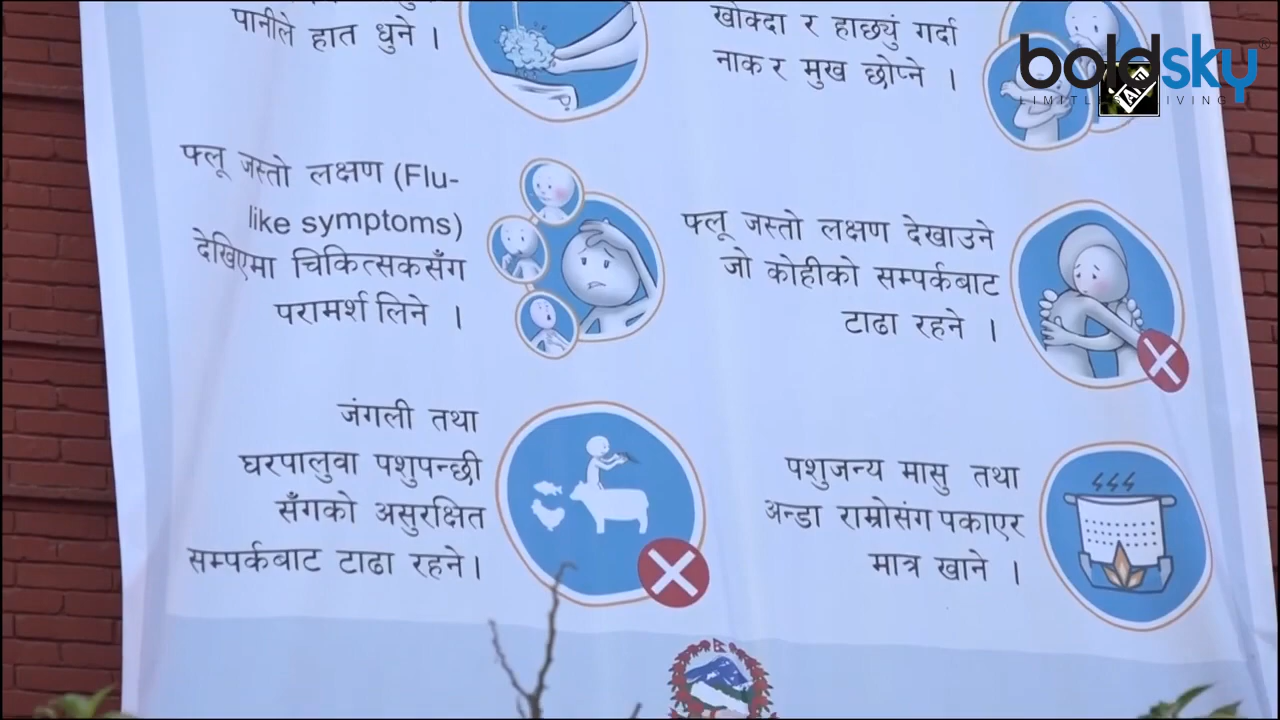 पानीले हात धुने ।
खोक्दा र हाछ्युं गर्दा
नाक र मुख छोप्ने ।
boldsky
फ्लू जस्तो लक्षण (Flu-
like symptoms)
देखिएमा चिकित्सकसँग
परामर्श लिने ।
फ्लू जस्तो लक्षण देखाउने
जो कोहीको सम्पर्कबाट
टाढा रहने ।
जंगली तथा
घरपालुवा पशुपन्छी
सँगको असुरक्षित
सम्पर्कबाट टाढा रहने।
पशुजन्य मासु तथा
अन्डा राम्रोसंग पकाएर
मात्र खाने ।